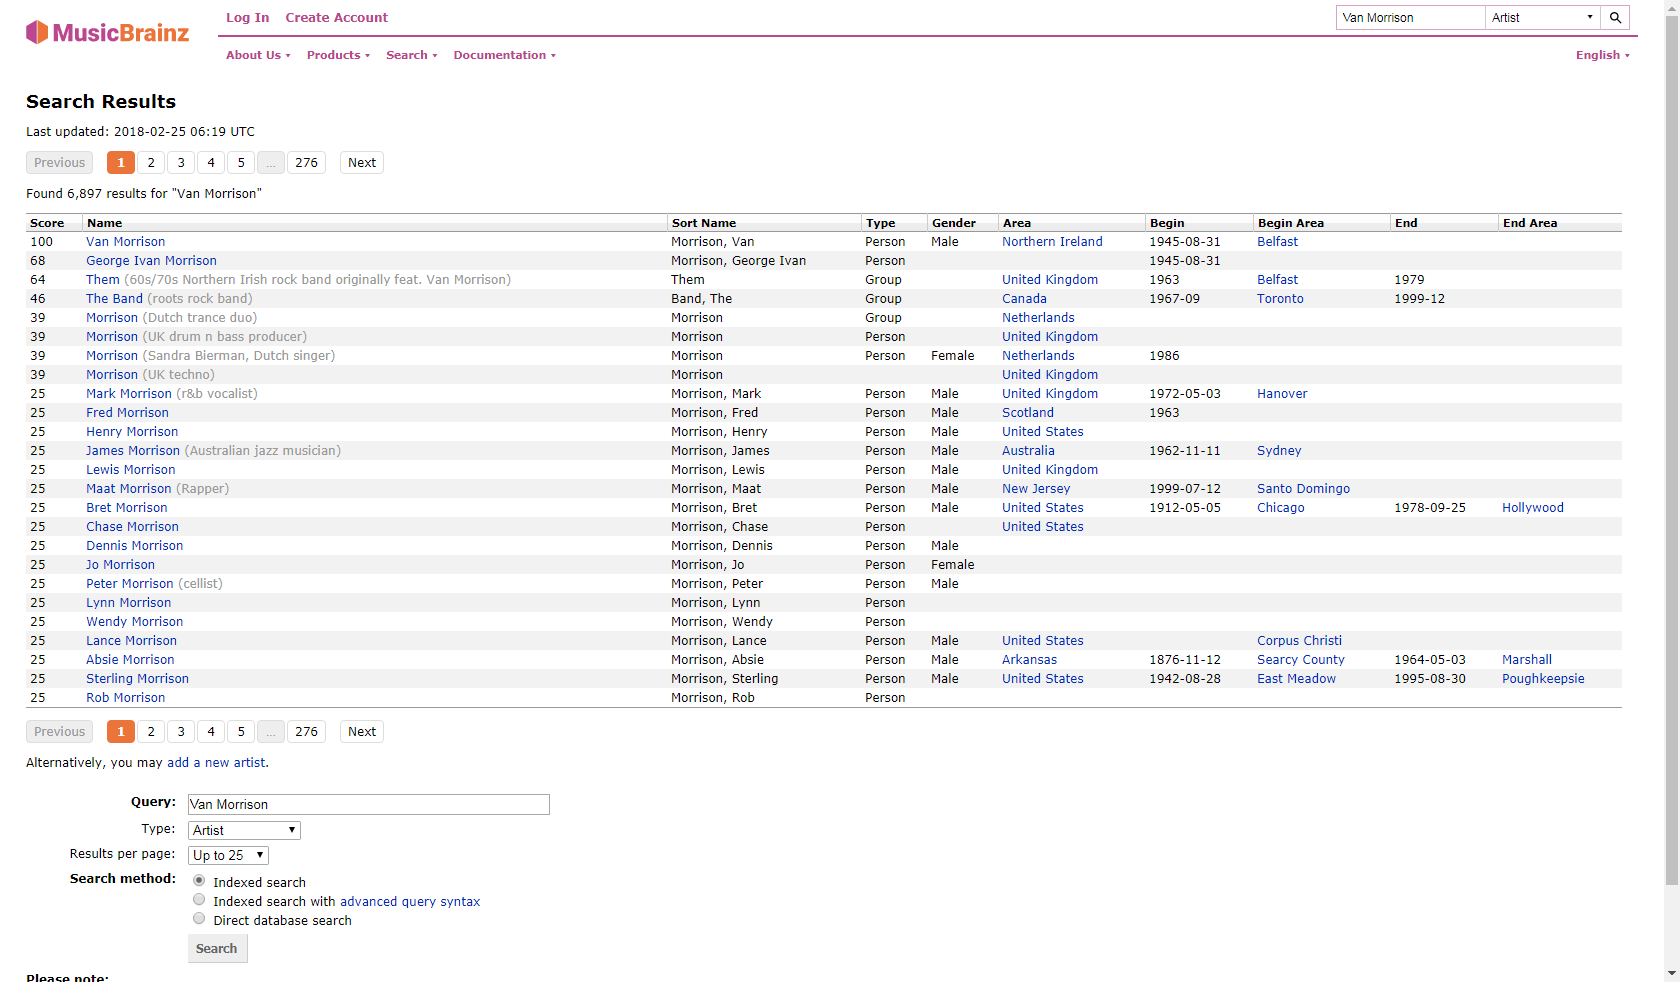 MusicBrainz
Log In Create Account
Van Morrison Artist
About Us Products Search Documentation English
Search Results
Last updated: 2018-02-25 06:19 UTC
Previous 1 2 3 4 5 ... 276 Next
Found 6,897 results for "Van Morrison"
Score Name Sort Name Type Gender Area Begin Begin Area End End Area
100 Van Morrison Morrison, Van Person Male Northern Ireland 1945-08-31 Belfast
68 George Ivan Morrison Morrison, George Ivan Person 1945-08-31
64 Them (60s/70s Northern Irish rock band originally feat. Van Morrison) Them Group United Kingdom 1963 Belfast 1979
46 The Band (roots rock band) Band, The Group Canada 1967-09 Toronto 1999-12
39 Morrison (Dutch trance duo) Morrison Group Netherlands
39 Morrison (UK drum n bass producer) Morrison Person United Kingdom
39 Morrison (Sandra Bierman, Dutch singer) Morrison Person Female Netherlands 1986
39 Morrison (UK techno) Morrison United Kingdom
25 Mark Morrison (r&b vocalist) Morrison, Mark Person Male United Kingdom 1972-05-03 Hanover
25 Fred Morrison Morrison, Fred Person Male Scotland 1963
25 Henry Morrison Morrison, Henry Person Male United States
25 James Morrison (Australian jazz musician) Morrison, James Person Male Australia 1962-11-11 Sydney
25 Lewis Morrison Morrison, Lewis Person Male United Kingdom
25 Maat Morrison (Rapper) Morrison, Maat Person Male New Jersey 1999-07-12 Santo Domingo
25 Bret Morrison Morrison, Bret Person Male United States 1912-05-05 Chicago 1978-09-25 Hollywood
25 Chase Morrison Morrison, Chase Person United States
25 Dennis Morrison Morrison, Dennis Person Male
25 Jo Morrison Morrison, Jo Person Female
25 Peter Morrison (cellist) Morrison, Peter Person Male
25 Lynn Morrison Morrison, Lynn Person
25 Wendy Morrison Morrison, Wendy Person
25 Lance Morrison Morrison, Lance Person Male United States Corpus Christi
25 Absie Morrison Morrison, Absie Person Male Arkansas 1876-11-12 Searcy County 1964-05-03 Marshall
25 Sterling Morrison Morrison, Sterling Person Male United States 1942-08-28 East Meadow 1995-08-30 Poughkeepsie
25 Rob Morrison Morrison, Rob Person
Previous 1 2 3 4 5 ... 276 Next
Alternatively, you may add a new artist.
Query: Van Morrison
Type: Artist
Results per page: Up to 25
Search method: Indexed search
Indexed search with advanced query syntax
Direct database search
Search
Please note: